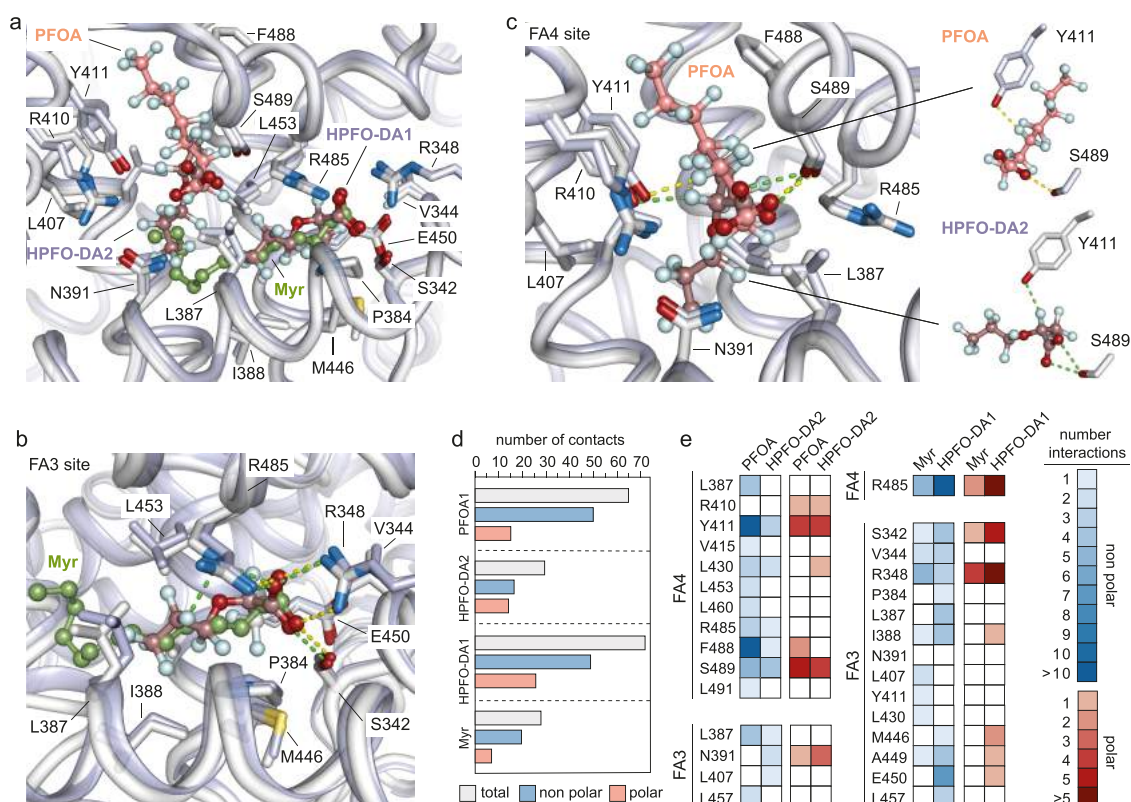 a
PFOA
F488
Y411
S489
R410
L453
HPFO-DA1
R485
R348
L407
V344
HPFO-DA2
E450
Myr
S342
N391
L387
P384
I388
M446
c
FA4 site
F488
PFOA
Y411
S489
R410
R485
L407
L387
N391
PFOA
Y411
S489
HPFO-DA2
Y411
S489
b
FA3 site
R485
L453
R348
V344
Myr
E450
P384
I388
L387
S342
M446
d
number of contacts
0 10 20 30 40 50 60 70
PFOA1
HPFO-DA2
HPFO-DA1
Myr
total non polar polar
e
PFOA HPFO-DA2 PFOA HPFO-DA2
FA4
L387
R410
Y411
V415
L430
L453
L460
R485
F488
S489
L491
FA3
L387
N391
L407
L457
Myr HPFO-DA1 Myr HPFO-DA1
FA4
R485
FA3
S342
V344
R348
P384
L387
I388
N391
L407
Y411
L430
M446
A449
E450
L457
number
interactions
1
2
3
4
5
6
7
8
9
10
>10
non polar
1
2
3
4
5
>5
polar